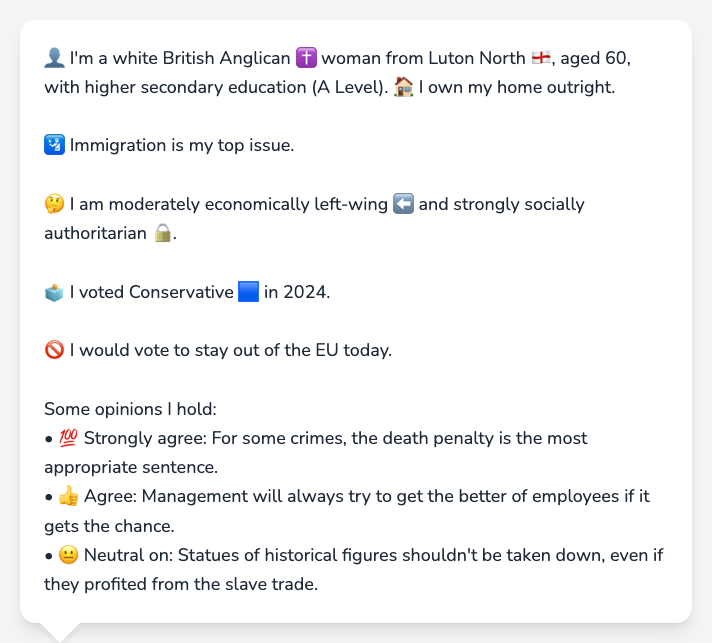 👤 I'm a white British Anglican ✝️ woman from Luton North 🏴󠁧󠁢󠁥󠁮󠁧󠁿, aged 60,
with higher secondary education (A Level). 🏠 I own my home outright.
🛂 Immigration is my top issue.
🤔 I am moderately economically left-wing ⬅️ and strongly socially
authoritarian 🔒.
🗳️ I voted Conservative 🟦 in 2024.
🚫 I would vote to stay out of the EU today.
Some opinions I hold:
• 💯 Strongly agree: For some crimes, the death penalty is the most
appropriate sentence.
• 👍 Agree: Management will always try to get the better of employees if it
gets the chance.
• 😐 Neutral on: Statues of historical figures shouldn't be taken down, even if
they profited from the slave trade.